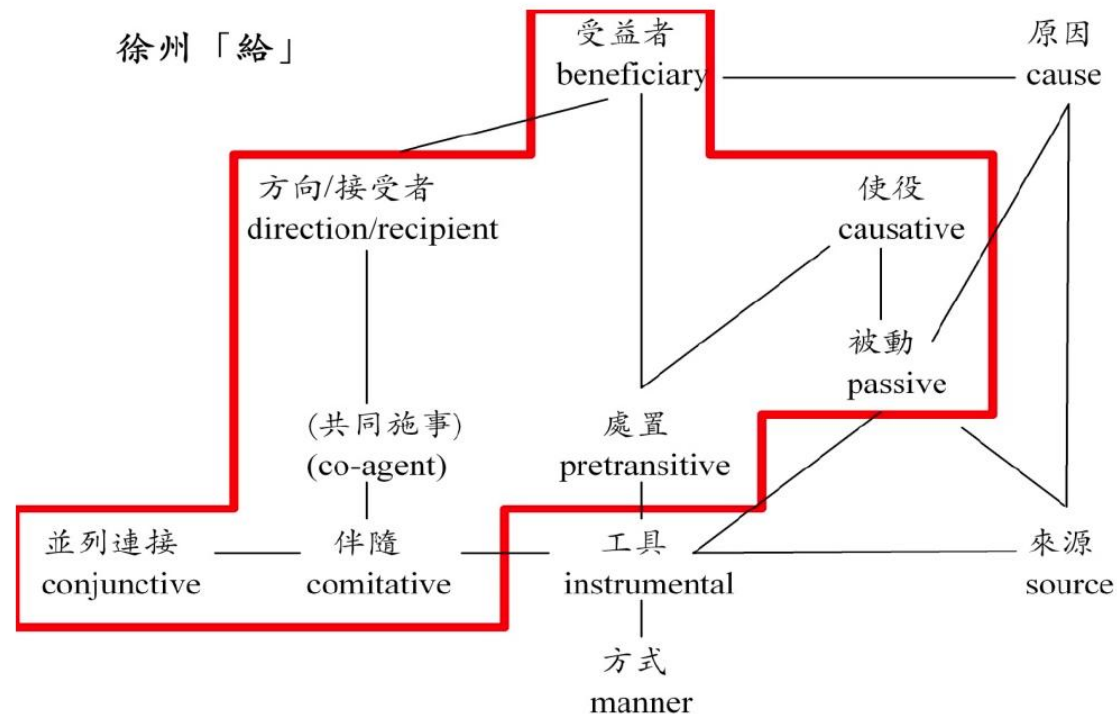 徐州「給」
受益者
beneficiary
原因
cause
方向/接受者
direction/recipient
使役
causative
被動
passive
(共同施事)
(co-agent)
處置
pretransitive
並列連接
conjunctive
伴隨
comitative
工具
instrumental
來源
source
方式
manner